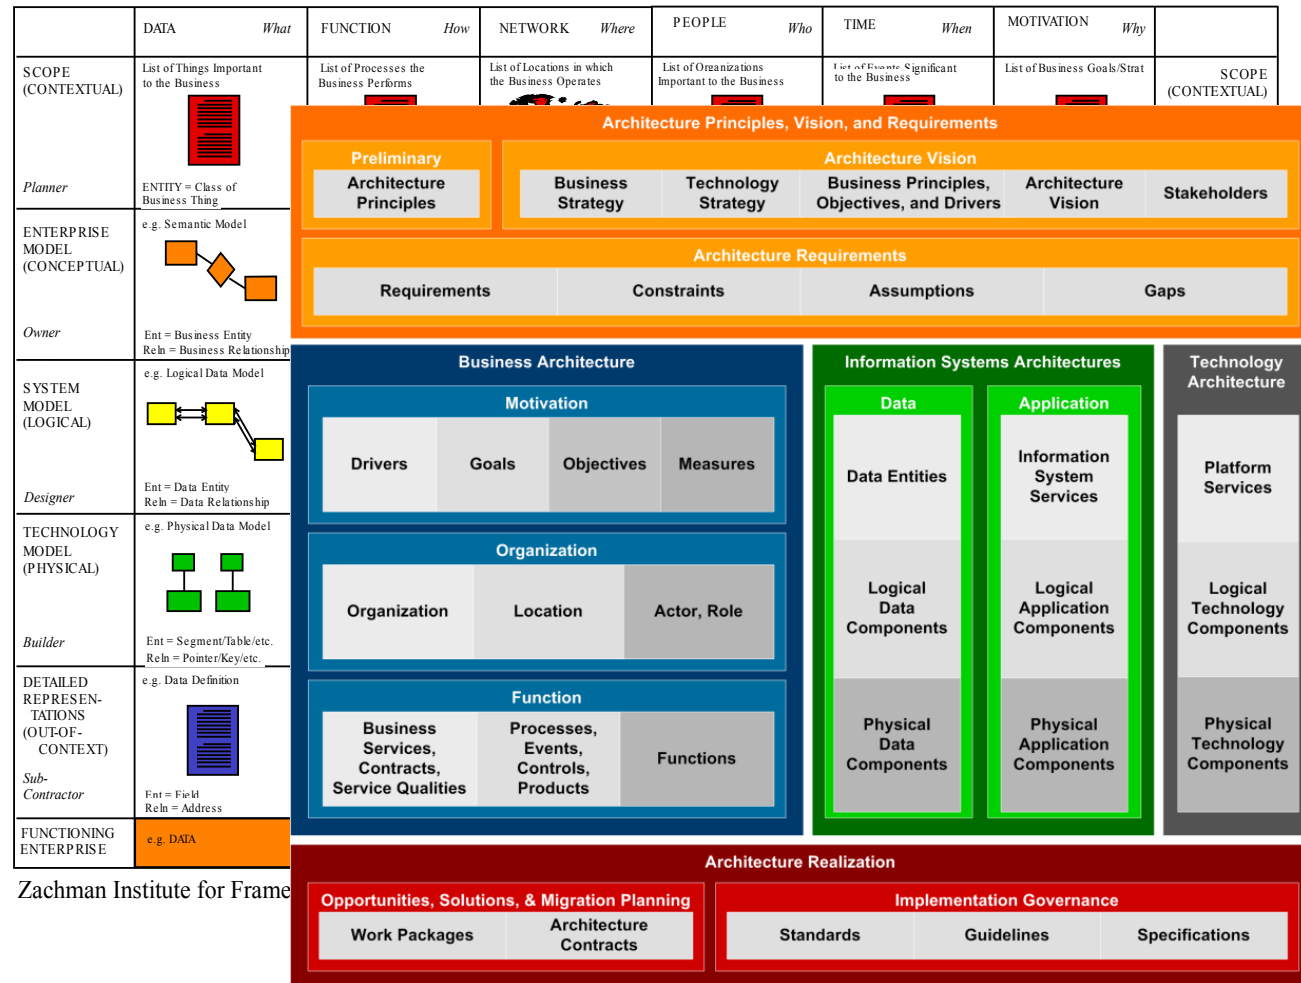 DATA What FUNCTION How NETWORK Where PEOPLE Who TIME When MOTIVATION Why
SCOPE
(CONTEXTUAL)
Planner
List of Things Important
to the Business
ENTITY = Class of
Business Thing
List of Processes the
Business Performs
List of Locations in which
the Business Operates
List of Organizations
Important to the Business
List of Events Significant
to the Business
List of Business Goals/Strat
SCOPE
(CONTEXTUAL)
ENTERPRISE
MODEL
(CONCEPTUAL)
Owner
e.g. Semantic Model
Ent = Business Entity
Reln = Business Relationship
SYSTEM
MODEL
(LOGICAL)
Designer
e.g. Logical Data Model
Ent = Data Entity
Reln = Data Relationship
TECHNOLOGY
MODEL
(PHYSICAL)
Builder
e.g. Physical Data Model
Ent = Segment/Table/etc.
Reln = Pointer/Key/etc.
DETAILED
REPRESEN-
TATIONS
(OUT-OF-
CONTEXT)
Sub-
Contractor
e.g. Data Definition
Ent = Field
Reln = Address
FUNCTIONING
ENTERPRISE
e.g. DATA
Zachman Institute for Frame
Architecture Principles, Vision, and Requirements
Preliminary
Architecture
Principles
Architecture Vision
Business
Strategy
Technology
Strategy
Business Principles,
Objectives, and Drivers
Architecture
Vision
Stakeholders
Architecture Requirements
Requirements
Constraints
Assumptions
Gaps
Business Architecture
Motivation
Drivers
Goals
Objectives
Measures
Organization
Organization
Location
Actor, Role
Function
Business
Services,
Contracts,
Service Qualities
Processes,
Events,
Controls,
Products
Functions
Information Systems Architectures
Data
Data Entities
Logical
Data
Components
Physical
Data
Components
Application
Information
System
Services
Logical
Application
Components
Physical
Application
Components
Technology
Architecture
Platform
Services
Logical
Technology
Components
Physical
Technology
Components
Architecture Realization
Opportunities, Solutions, & Migration Planning
Work Packages
Architecture
Contracts
Implementation Governance
Standards
Guidelines
Specifications